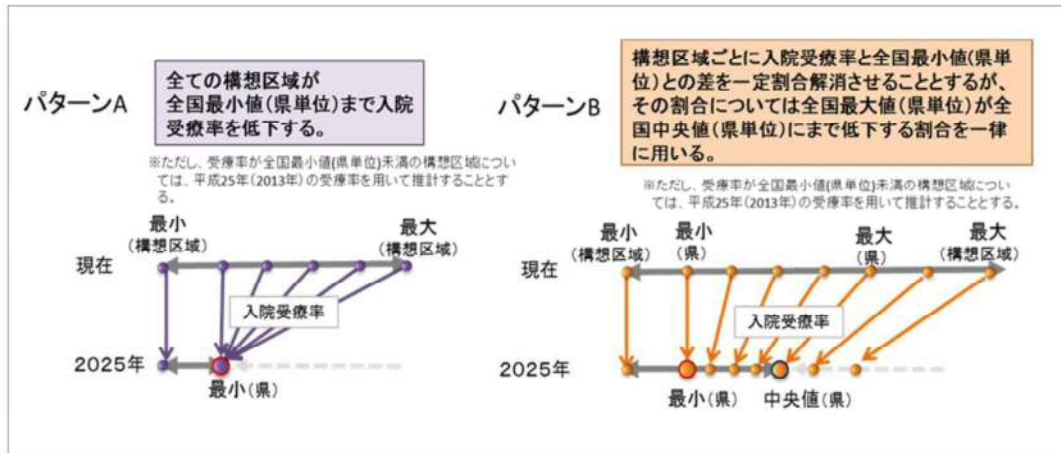 パターンA
全ての構想区域が
全国最小値(県単位)まで入院
受療率を低下する。
※ただし、受療率が全国最小値(県単位)未満の構想区域につい
ては、平成25年(2013年)の受療率を用いて推計することとす
る。
最小
(構想区域)
最大
(構想区域)
現在
入院受療率
2025年
最小(県)
パターンB
構想区域ごとに入院受療率と全国最小値(県単
位)との差を一定割合解消させることとするが、
その割合については全国最大値(県単位)が全
国中央値(県単位)にまで低下する割合を一律
に用いる。
※ただし、受療率が全国最小値(県単位)未満の構想区域につい
ては、平成25年(2013年)の受療率を用いて推計することとする。
最小
(構想区域)
最小
(県)
最大
(県)
最大
(構想区域)
現在
入院受療率
2025年
最小(県)
中央値(県)